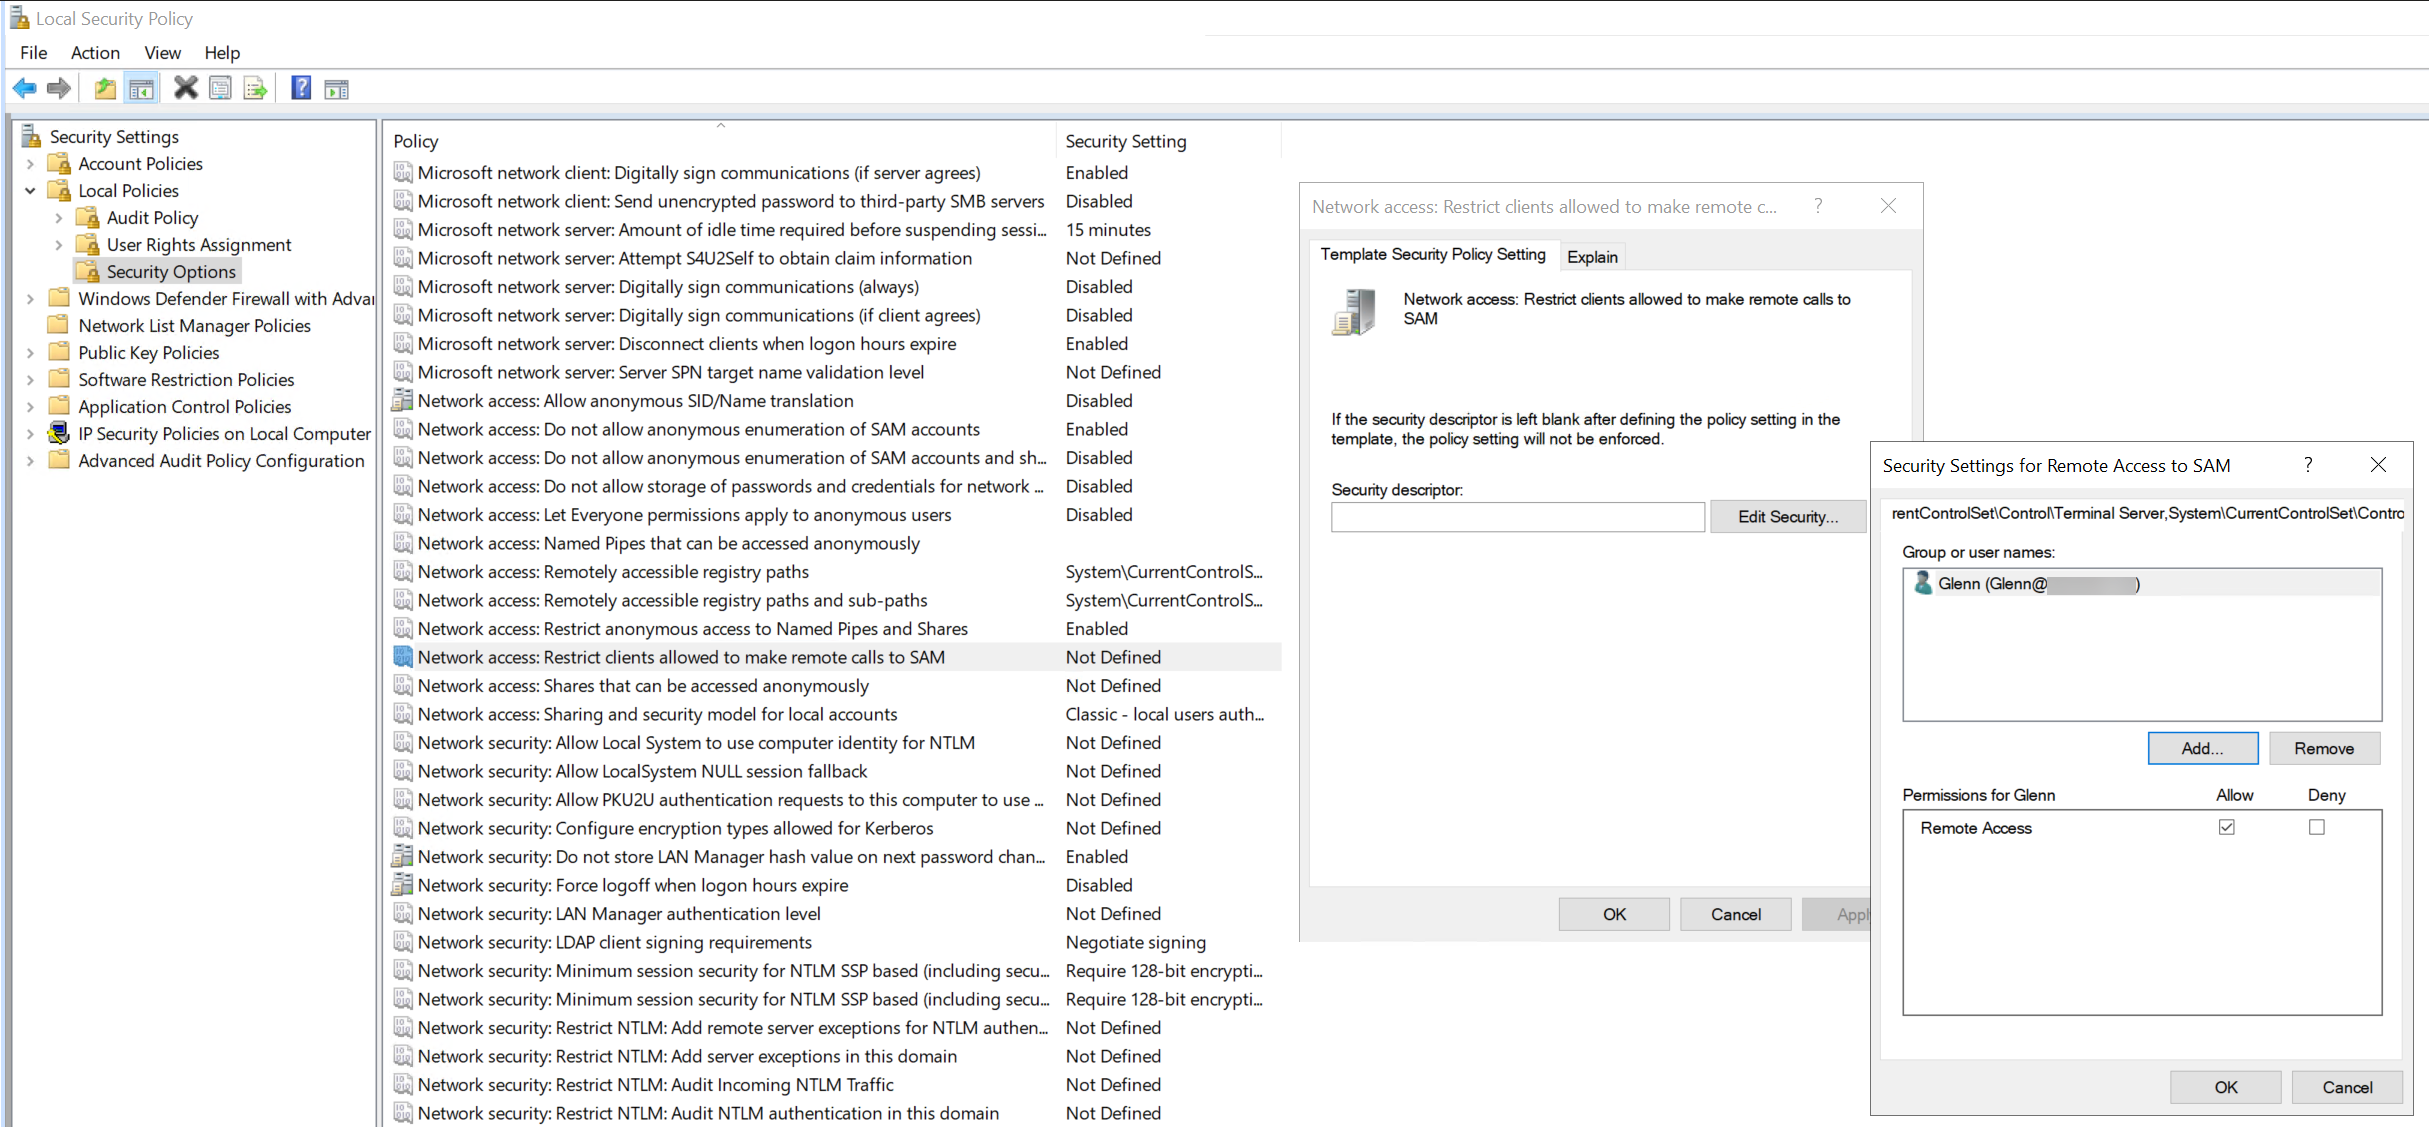 Local Security Policy
File Action View Help
Security Settings
Account Policies
Local Policies
Audit Policy
User Rights Assignment
Security Options
Windows Defender Firewall with Advar
Network List Manager Policies
Public Key Policies
Software Restriction Policies
Application Control Policies
IP Security Policies on Local Computer
Advanced Audit Policy Configuration
Policy Security Setting
Microsoft network client: Digitally sign communications (if server agrees) Enabled
Microsoft network client: Send unencrypted password to third-party SMB servers Disabled
Microsoft network server: Amount of idle time required before suspending sessi... 15 minutes
Microsoft network server: Attempt S4U2Self to obtain claim information Not Defined
Microsoft network server: Digitally sign communications (always) Disabled
Microsoft network server: Digitally sign communications (if client agrees) Disabled
Microsoft network server: Disconnect clients when logon hours expire Enabled
Microsoft network server: Server SPN target name validation level Not Defined
Network access: Allow anonymous SID/Name translation Disabled
Network access: Do not allow anonymous enumeration of SAM accounts Enabled
Network access: Do not allow anonymous enumeration of SAM accounts and sh... Disabled
Network access: Do not allow storage of passwords and credentials for network ... Disabled
Network access: Let Everyone permissions apply to anonymous users Disabled
Network access: Named Pipes that can be accessed anonymously
Network access: Remotely accessible registry paths System\CurrentControlS...
Network access: Remotely accessible registry paths and sub-paths System\CurrentControlS...
Network access: Restrict anonymous access to Named Pipes and Shares Enabled
Network access: Restrict clients allowed to make remote calls to SAM Not Defined
Network access: Shares that can be accessed anonymously Not Defined
Network access: Sharing and security model for local accounts Classic - local users auth...
Network security: Allow Local System to use computer identity for NTLM Not Defined
Network security: Allow LocalSystem NULL session fallback Not Defined
Network security: Allow PKU2U authentication requests to this computer to use ... Not Defined
Network security: Configure encryption types allowed for Kerberos Not Defined
Network security: Do not store LAN Manager hash value on next password chan... Enabled
Network security: Force logoff when logon hours expire Disabled
Network security: LAN Manager authentication level Not Defined
Network security: LDAP client signing requirements Negotiate signing
Network security: Minimum session security for NTLM SSP based (including secu... Require 128-bit encrypti...
Network security: Minimum session security for NTLM SSP based (including secu... Require 128-bit encrypti...
Network security: Restrict NTLM: Add remote server exceptions for NTLM authen... Not Defined
Network security: Restrict NTLM: Add server exceptions in this domain Not Defined
Network security: Restrict NTLM: Audit Incoming NTLM Traffic Not Defined
Network security: Restrict NTLM: Audit NTLM authentication in this domain Not Defined
Network access: Restrict clients allowed to make remote c... ?
Template Security Policy Setting Explain
Network access: Restrict clients allowed to make remote calls to
SAM
If the security descriptor is left blank after defining the policy setting in the
template, the policy setting will not be enforced.
Security descriptor:
Edit Security...
OK Cancel Apply
Security Settings for Remote Access to SAM ?
rentControlSet\Control\Terminal Server,System\CurrentControlSet\Contro
Group or user names:
Glenn (Glenn@ )
Add... Remove
Permissions for Glenn Allow Deny
Remote Access
OK Cancel